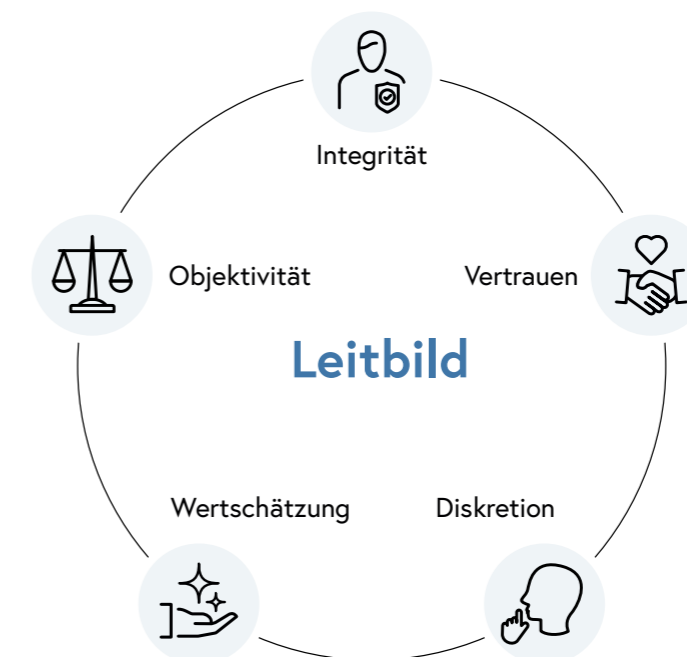 Integrität
Objektivität
Vertrauen
Leitbild
Wertschätzung
Diskretion